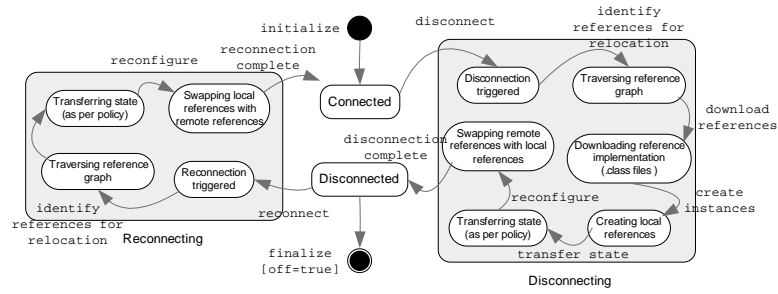 initialize
disconnect
identify
references for
relocation
reconfigure
reconnection
complete
Transferring state
(as per policy)
Swapping local
references with
remote references
Connected
Disconnection
triggered
Traversing reference
graph
download
references
disconnection
complete
Swapping remote
references with local
references
Downloading reference
implementation
(.class files )
Traversing reference
graph
Reconnection
triggered
Disconnected
reconfigure
create
instances
identify
references for
relocation
reconnect
Transferring state
(as per policy)
Creating local
references
Reconnecting
transfer state
finalize
[off=true]
Disconnecting